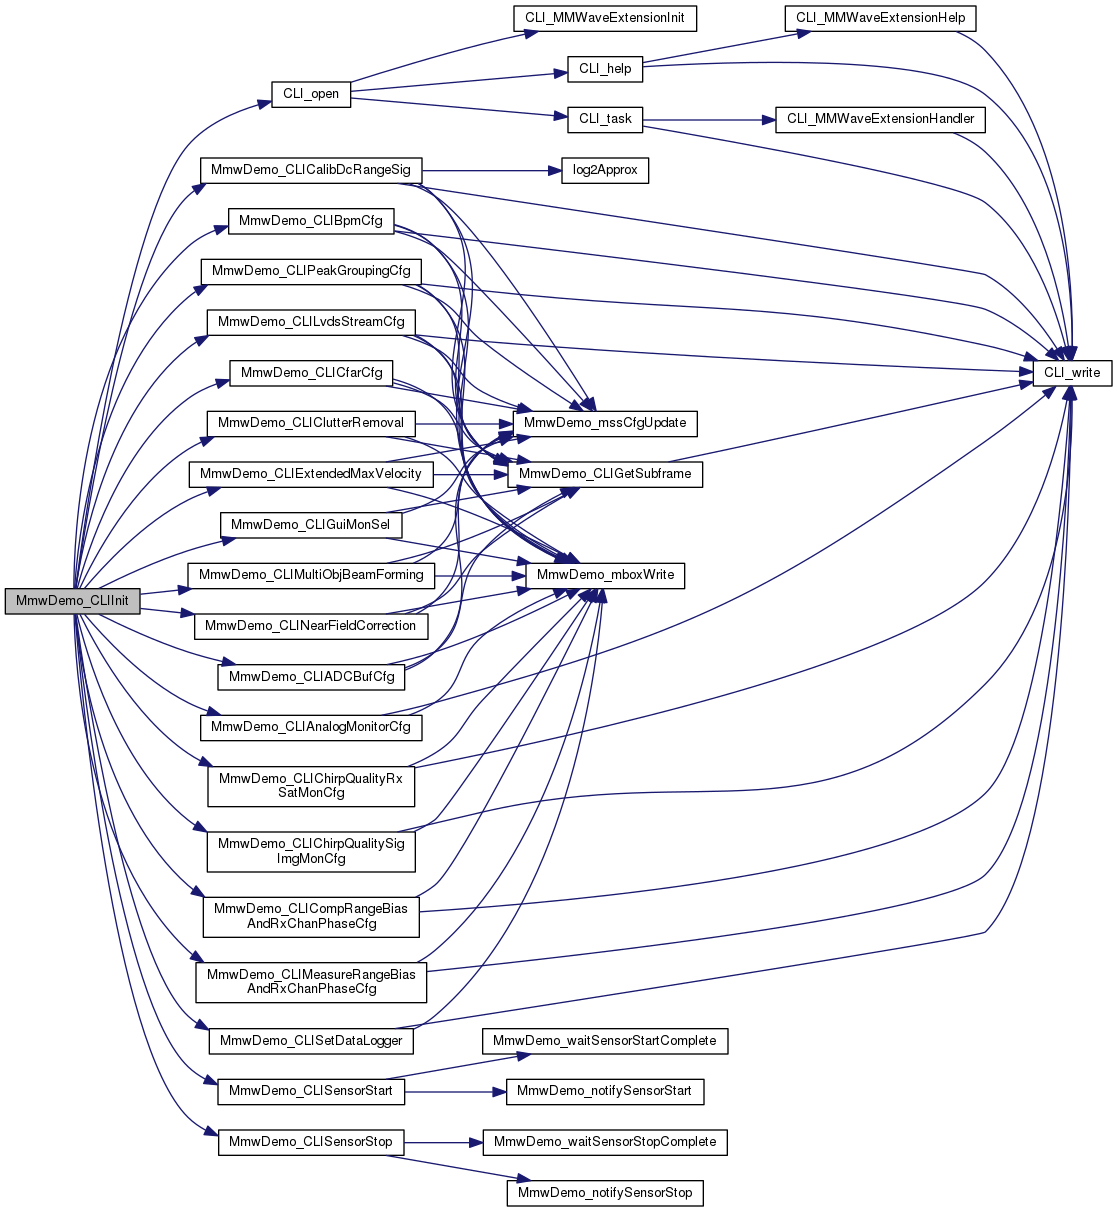 CLI_MMWaveExtensionInit
CLI_MMWaveExtensionHelp
CLI_help
CLI_open
CLI_task
CLI_MMWaveExtensionHandler
MmwDemo_CLICalibDcRangeSig
log2Approx
MmwDemo_CLIBpmCfg
MmwDemo_CLIPeakGroupingCfg
MmwDemo_CLILvdsStreamCfg
MmwDemo_CLICfarCfg
CLI_write
MmwDemo_CLIClutterRemoval
MmwDemo_mssCfgUpdate
MmwDemo_CLIExtendedMaxVelocity
MmwDemo_CLIGetSubframe
MmwDemo_CLIGuiMonSel
MmwDemo_CLIMultiObjBeamForming
MmwDemo_mboxWrite
MmwDemo_CLIInit
MmwDemo_CLINearFieldCorrection
MmwDemo_CLIADCBufCfg
MmwDemo_CLIAnalogMonitorCfg
MmwDemo_CLIChirpQualityRx
SatMonCfg
MmwDemo_CLIChirpQualitySig
ImgMonCfg
MmwDemo_CLICompRangeBias
AndRxChanPhaseCfg
MmwDemo_CLIMeasureRangeBias
AndRxChanPhaseCfg
MmwDemo_CLISetDataLogger
MmwDemo_waitSensorStartComplete
MmwDemo_CLISensorStart
MmwDemo_notifySensorStart
MmwDemo_CLISensorStop
MmwDemo_waitSensorStopComplete
MmwDemo_notifySensorStop